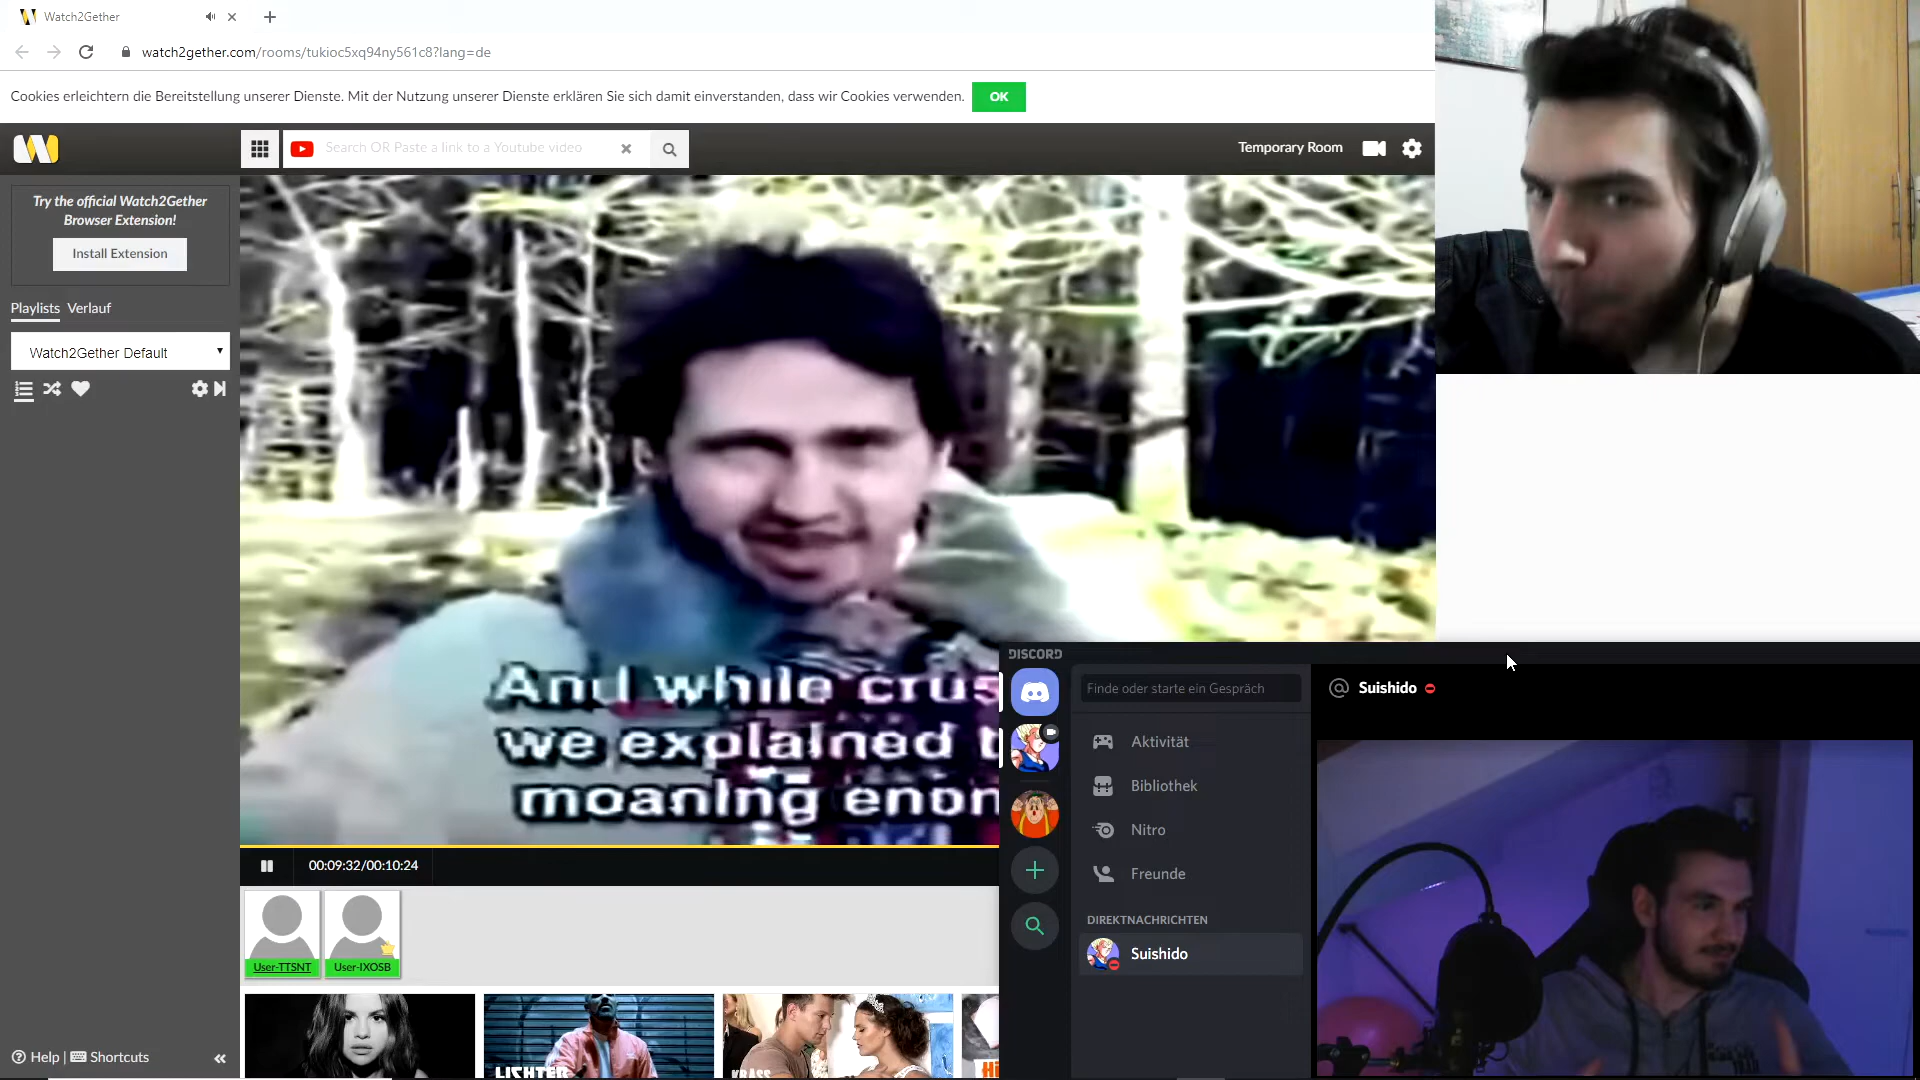 Watch2Gether
watch2gether.com/rooms/tukioc5xq94ny561c8?lang=de
Cookies erleichtern die Bereitstellung unserer Dienste. Mit der Nutzung unserer Dienste erklären Sie sich damit einverstanden, dass wir Cookies verwenden.
OK
Search OR Paste a link to a Youtube video
Temporary Room
Try the official Watch2Gether
Browser Extension!
Install Extension
Playlists Verlauf
Watch2Gether Default
And while crus
we explained t
moaning enor
00:09:32/00:10:24
User-TTSNT
User-IXOSB
LICHTER
KRASS
Help | Shortcuts
«
DISCORD
Finde oder starte ein Gespräch
Aktivität
Bibliothek
Nitro
Freunde
DIREKTNACHRICHTEN
Suishido
@ Suishido